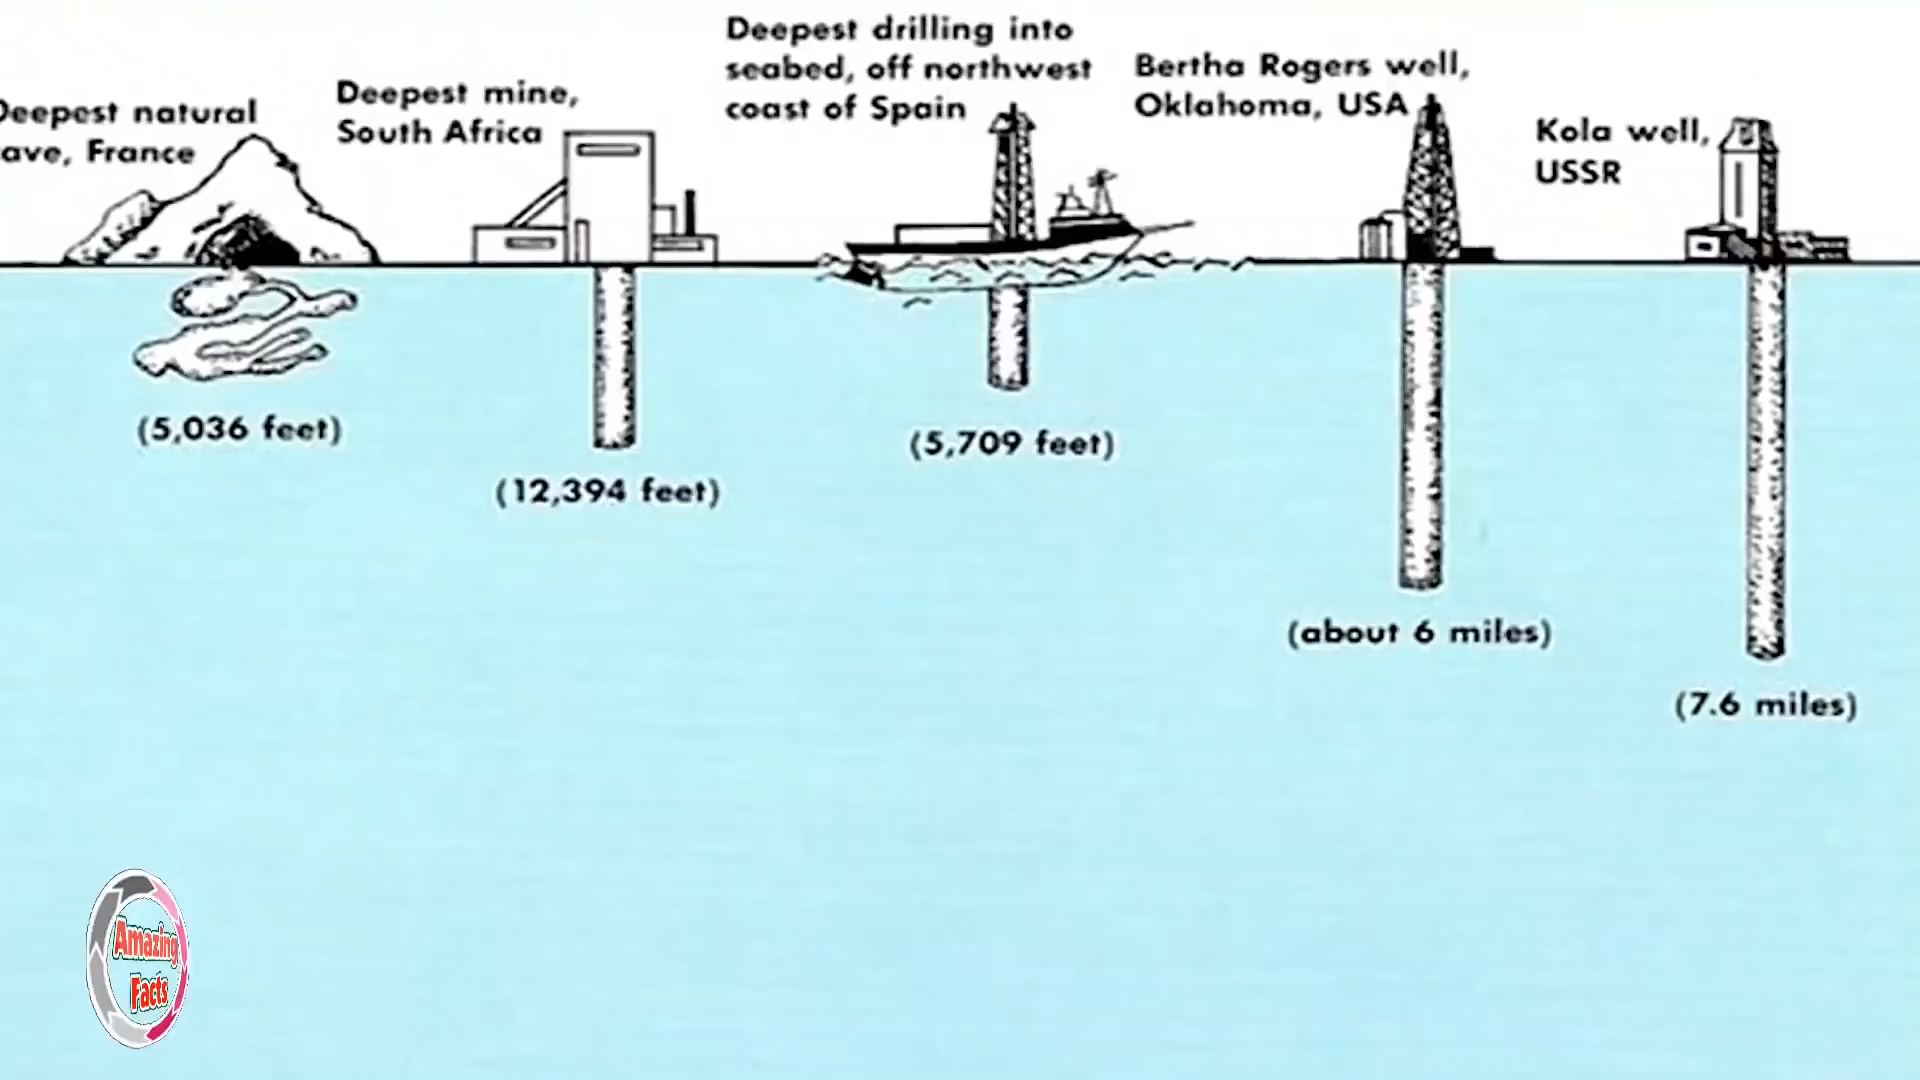 Deepest natural
ave, France
Deepest mine,
South Africa
Deepest drilling into
seabed, off northwest
coast of Spain
Bertha Rogers well,
Oklahoma, USA
Kola well,
USSR
(5,036 feet)
(12,394 feet)
(5,709 feet)
(about 6 miles)
(7.6 miles)
Amazing
Facts